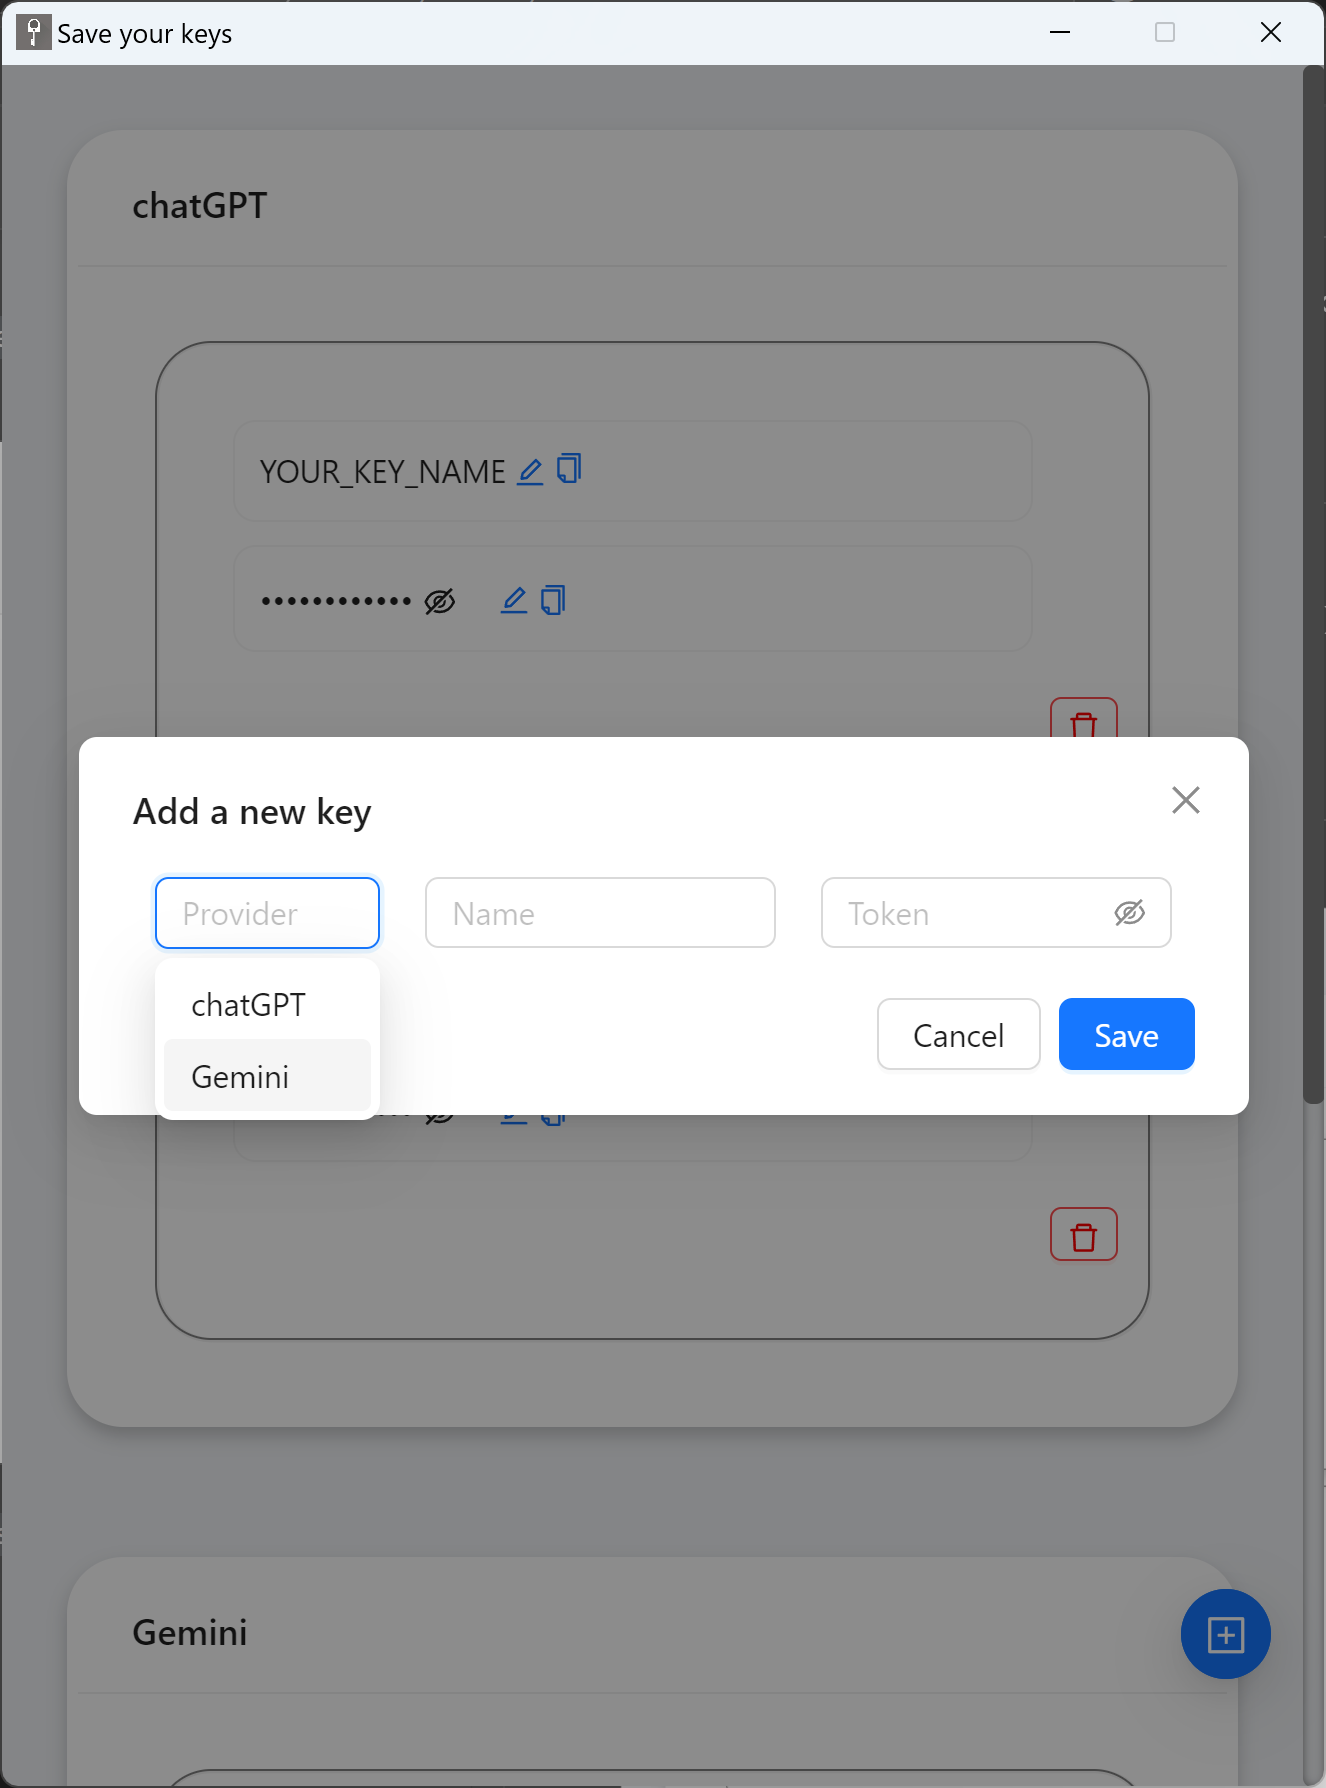 Save your keys
chatGPT
YOUR_KEY_NAME
••••••••••••
Add a new key
Provider
Name
Token
chatGPT
Gemini
Cancel
Save
Gemini